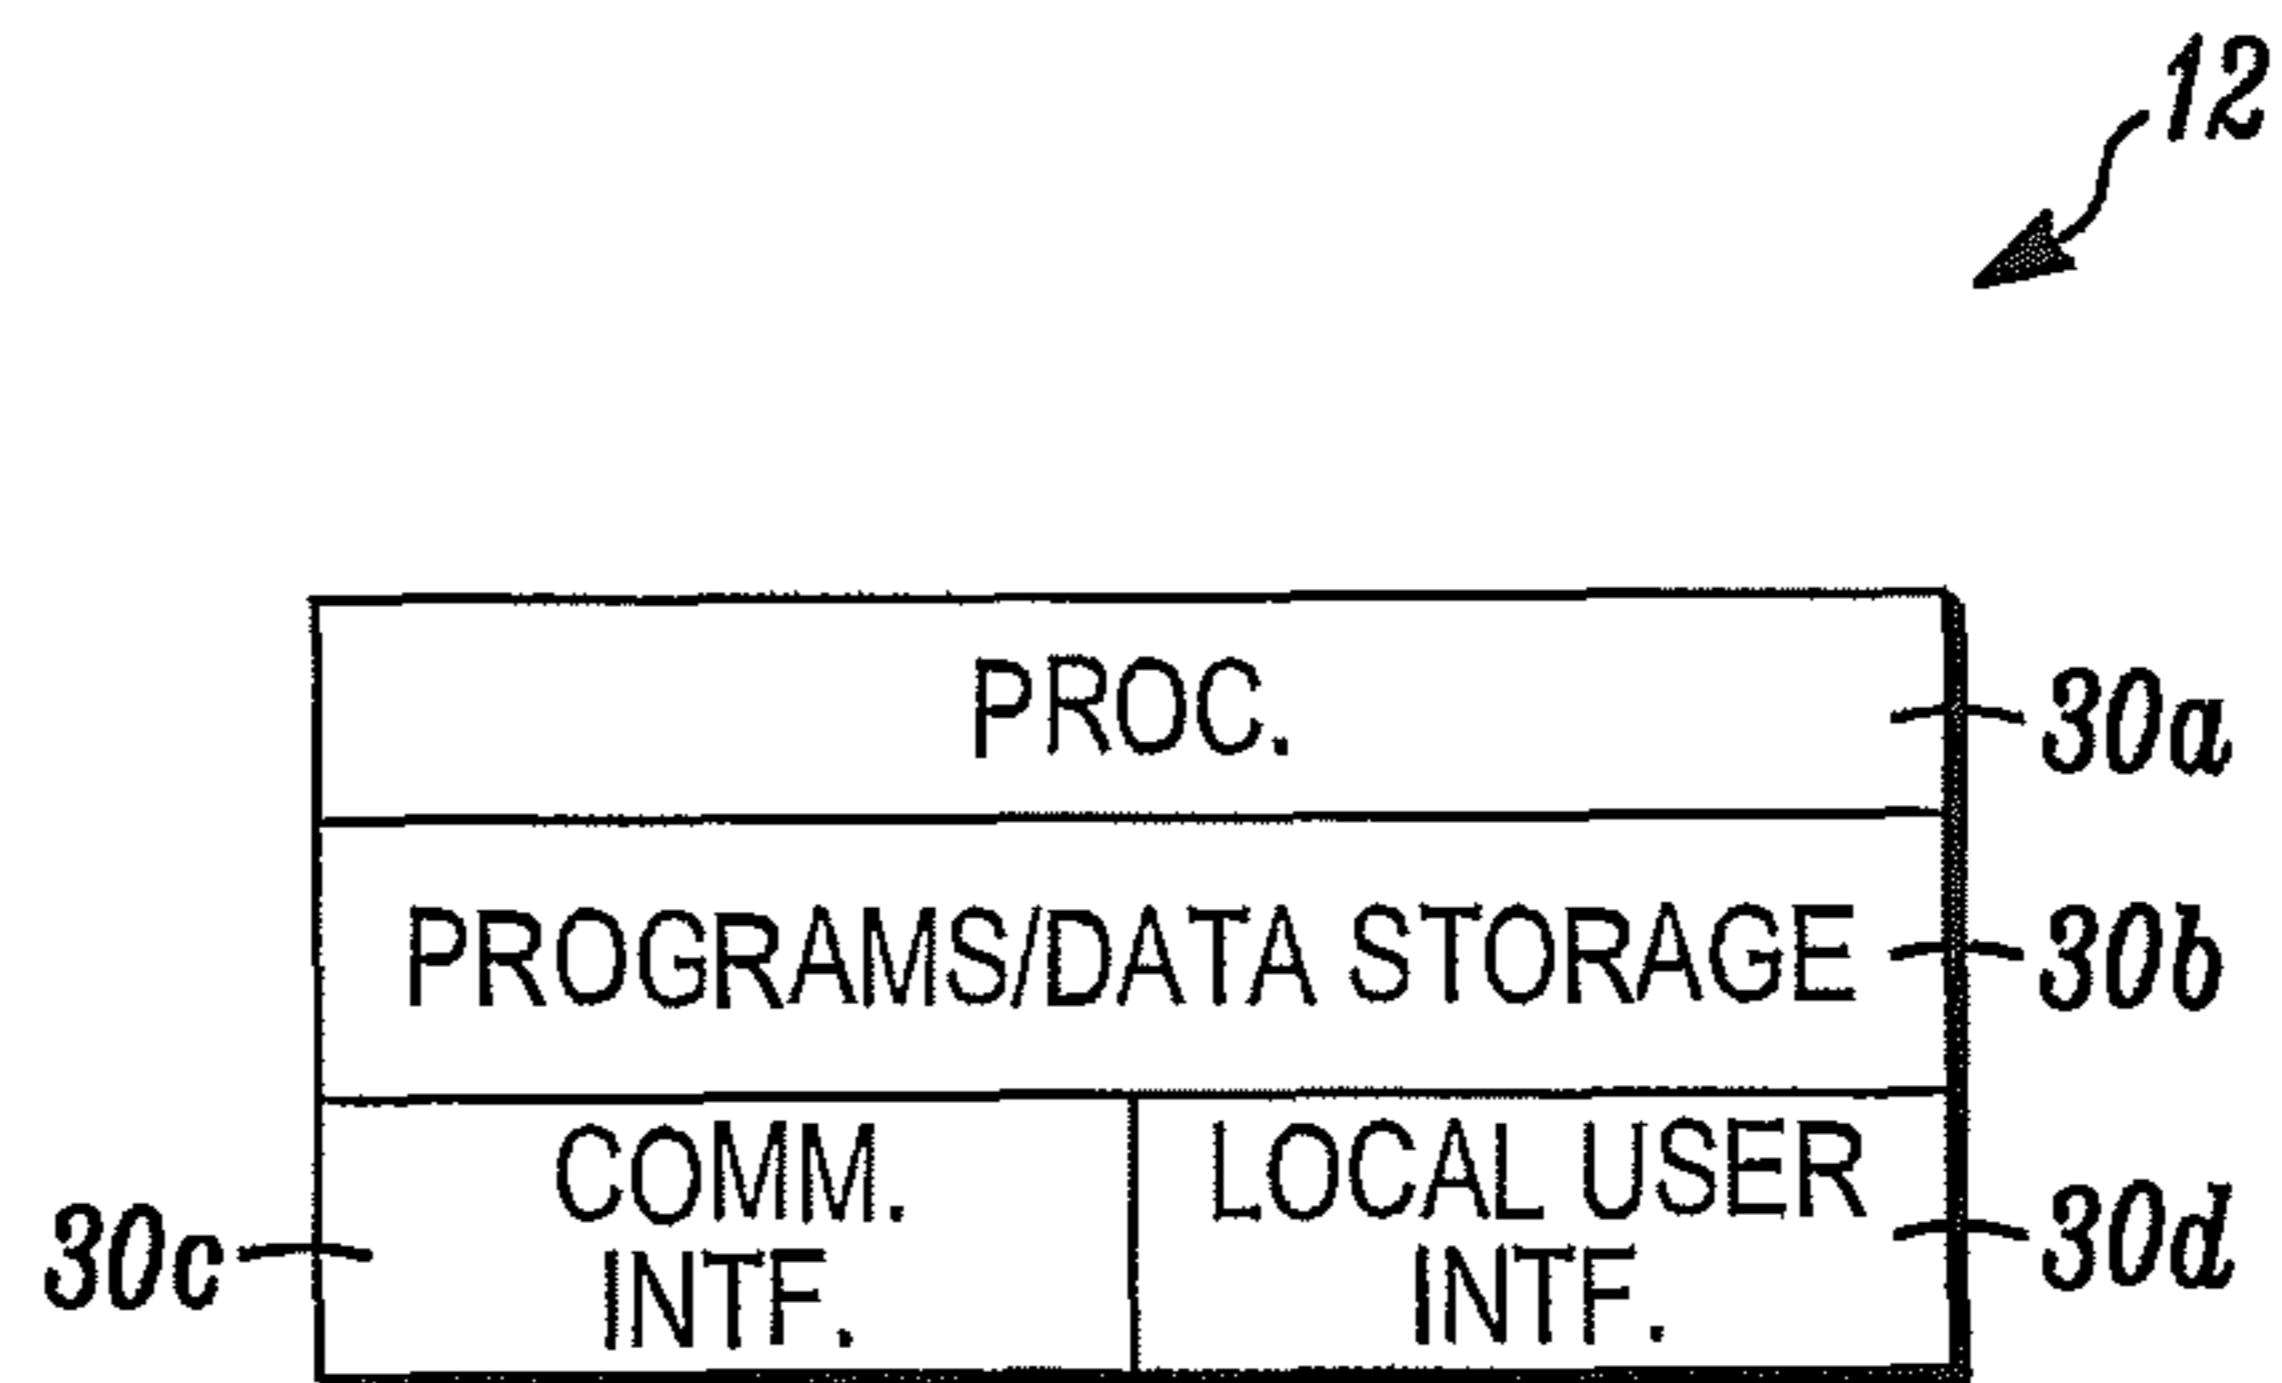 12
PROC.
30a
PROGRAMS/DATA STORAGE
30b
COMM.
INTF.
30c
LOCAL USER
INTF.
30d